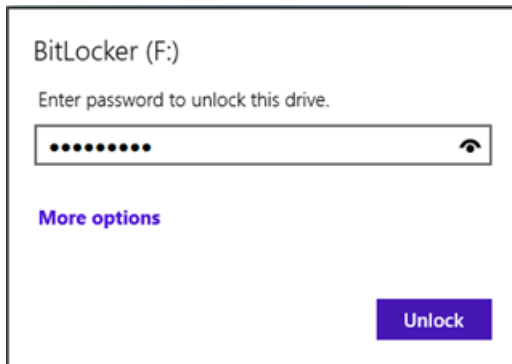 BitLocker (F:)
Enter password to unlock this drive.
•••••••••
More options
Unlock